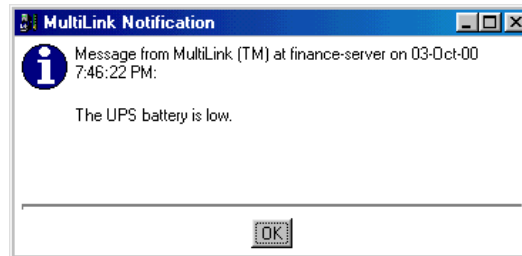 MultiLink Notification
Message from MultiLink (TM) at finance-server on 03-Oct-00
7:46:22 PM:
The UPS battery is low.
OK